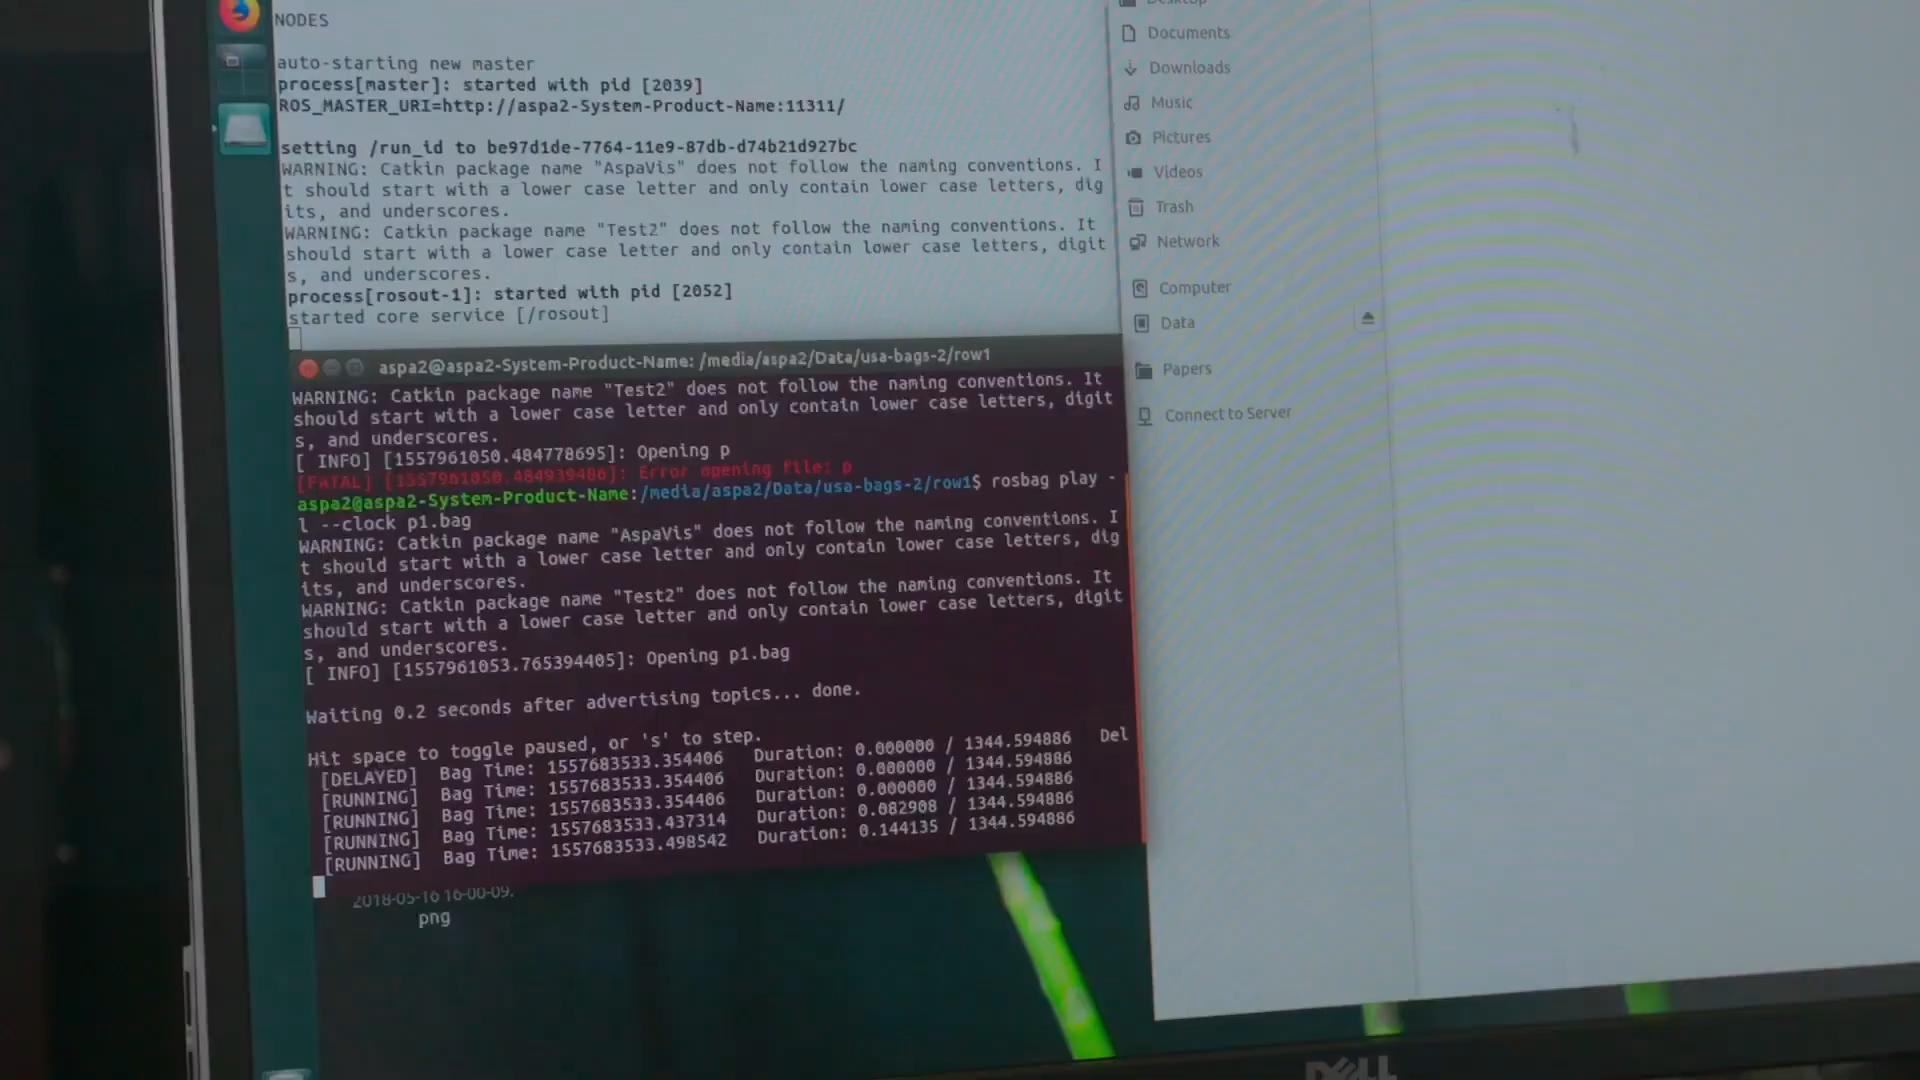 NODES
auto-starting new master
process[master]: started with pid [2039]
ROS_MASTER_URI=http://aspa2-System-Product-Name:11311/
setting /run_id to be97d1de-7764-11e9-87db-d74b21d927bc
WARNING: Catkin package name "AspaVis" does not follow the naming conventions. I
t should start with a lower case letter and only contain lower case letters, dig
its, and underscores.
WARNING: Catkin package name "Test2" does not follow the naming conventions. It
should start with a lower case letter and only contain lower case letters, digit
s, and underscores.
process[rosout-1]: started with pid [2052]
started core service [/rosout]
aspa2@aspa2-System-Product-Name: /media/aspa2/Data/usa-bags-2/row1
WARNING: Catkin package name "Test2" does not follow the naming conventions. It
should start with a lower case letter and only contain lower case letters, digit
s, and underscores.
[ INFO] [1557961050.484778695]: Opening p
[FATAL] [1557961050.484939486]: Error opening file: p
aspa2@aspa2-System-Product-Name:/media/aspa2/Data/usa-bags-2/row1$ rosbag play -
l --clock p1.bag
WARNING: Catkin package name "AspaVis" does not follow the naming conventions. I
t should start with a lower case letter and only contain lower case letters, dig
its, and underscores.
WARNING: Catkin package name "Test2" does not follow the naming conventions. It
should start with a lower case letter and only contain lower case letters, digit
s, and underscores.
[ INFO] [1557961053.765394405]: Opening p1.bag
Waiting 0.2 seconds after advertising topics... done.
Hit space to toggle paused, or 's' to step.
[DELAYED] Bag Time: 1557683533.354406 Duration: 0.000000 / 1344.594886 Del
[RUNNING] Bag Time: 1557683533.354406 Duration: 0.000000 / 1344.594886
[RUNNING] Bag Time: 1557683533.354406 Duration: 0.000000 / 1344.594886
[RUNNING] Bag Time: 1557683533.437314 Duration: 0.082908 / 1344.594886
[RUNNING] Bag Time: 1557683533.498542 Duration: 0.144135 / 1344.594886
2018-05-16 16-00-09.
png
Desktop
Documents
Downloads
Music
Pictures
Videos
Trash
Network
Computer
Data
Papers
Connect to Server
DELL